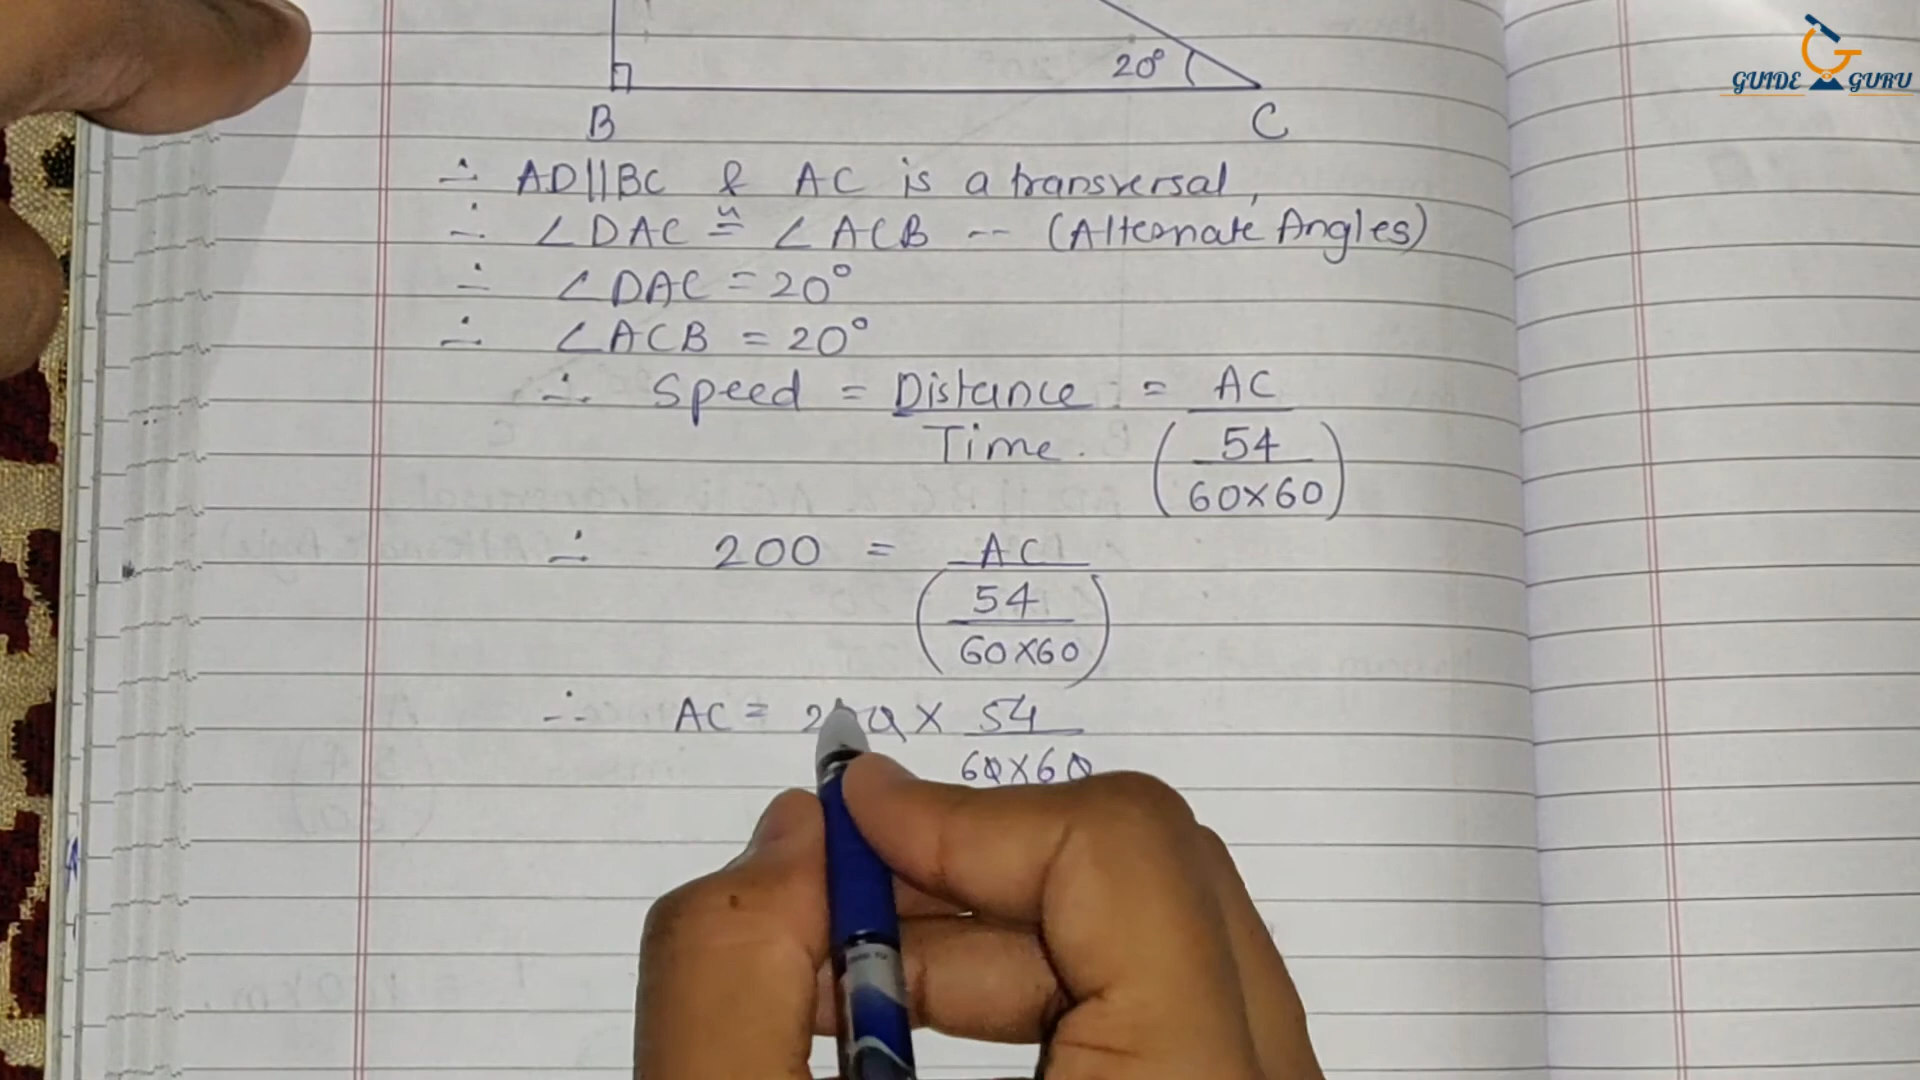 GUIDE GURU
20°
B C
∴ AD||BC & AC is a transversal,
∴ ∠DAC ≅ ∠ACB -- (Alternate Angles)
∴ ∠DAC = 20°
∴ ∠ACB = 20°
∴ Speed = Distance = AC
Time. (54
60×60)
∴ 200 = AC
(54
60×60)
∴ AC = 200 × 54
60×60